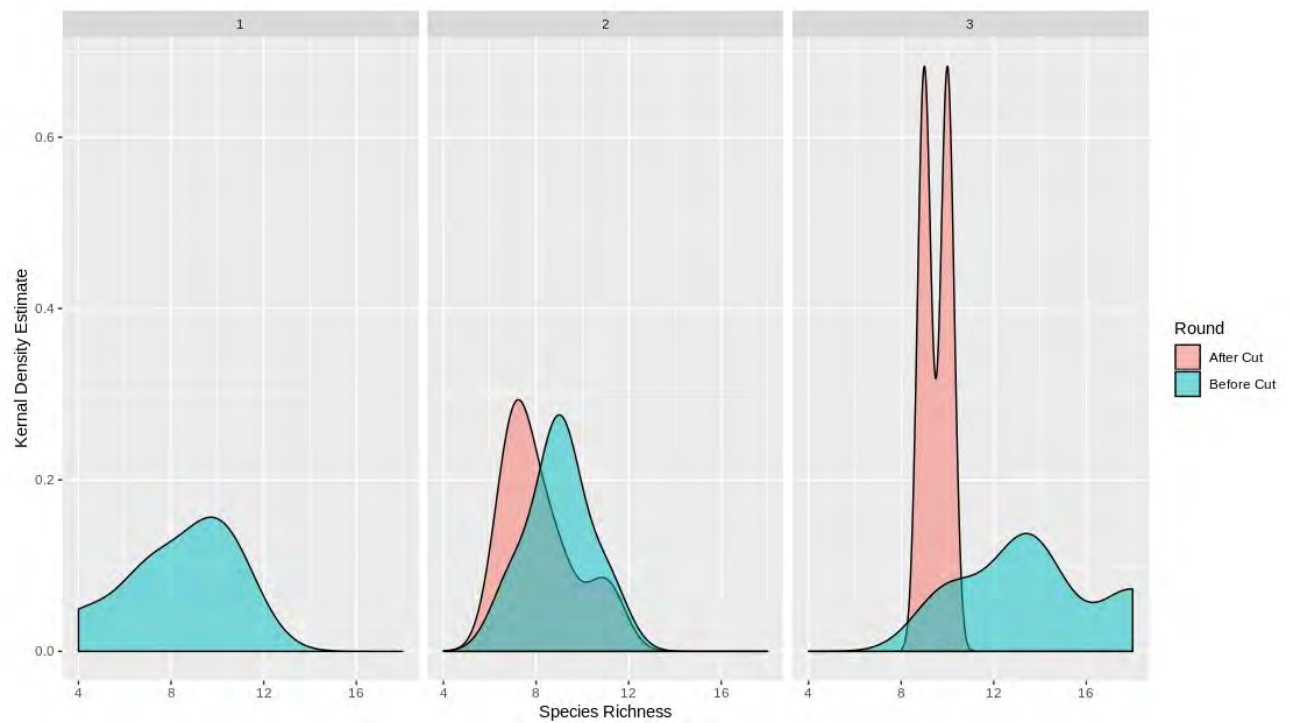 1 2 3
0.6
0.4
0.2
0.0
Kernal Density Estimate
4 8 12 16 4 8 12 16 4 8 12 16
Species Richness
Round
After Cut
Before Cut